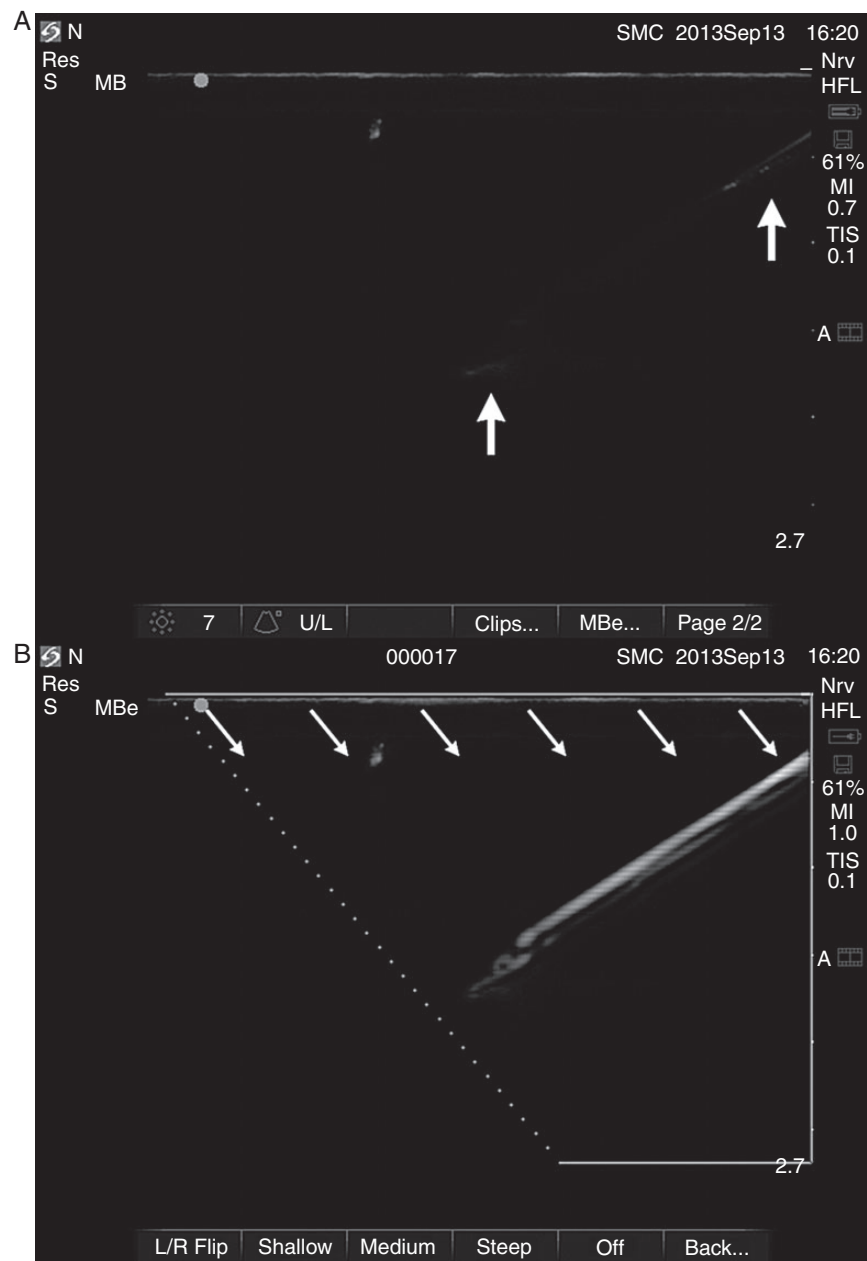 A
N SMC 2013Sep13 16:20
Res Nrv
S MB HFL
61%
MI
0.7
TIS
0.1
A
2.7
7 U/L Clips... MBe... Page 2/2
B
N 000017 SMC 2013Sep13 16:20
Res Nrv
S MBe HFL
61%
MI
1.0
TIS
0.1
A
2.7
L/R Flip Shallow Medium Steep Off Back...